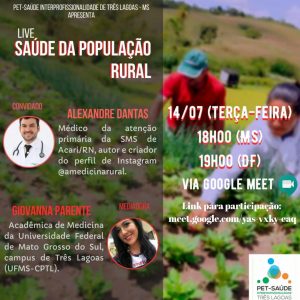 PET-SAÚDE INTERPROFISSIONALIDADE DE TRÊS LAGOAS - MS
APRESENTA
LIVE
SAÚDE DA POPULAÇÃO
RURAL
CONVIDADO
ALEXANDRE DANTAS
Médico da atenção
primária da SMS de
Acari/RN, autor e criador
do perfil de Instagram
@amedicinarural.
GIOVANNA PARENTE
MEDIADORA
Acadêmica de Medicina
da Universidade Federal
de Mato Grosso do Sul,
campus de Três Lagoas
(UFMS-CPTL).
14/07 (TERÇA-FEIRA)
18H00 (MS)
19H00 (DF)
VIA GOOGLE MEET
Link para participação:
meet.google.com/yas-vxky-eaq
PET-SAÚDE
TRÊS LAGOAS